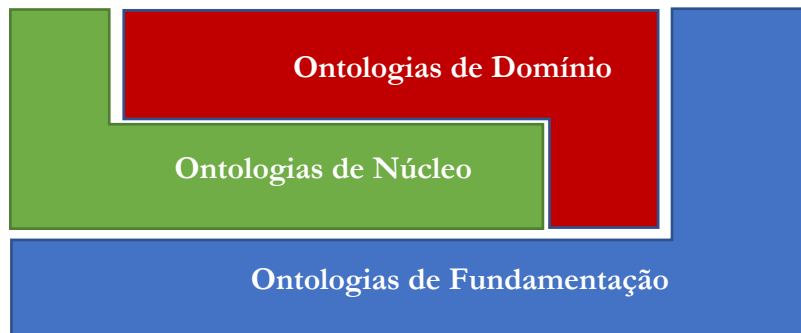 Ontologias de Domínio
Ontologias de Núcleo
Ontologias de Fundamentação